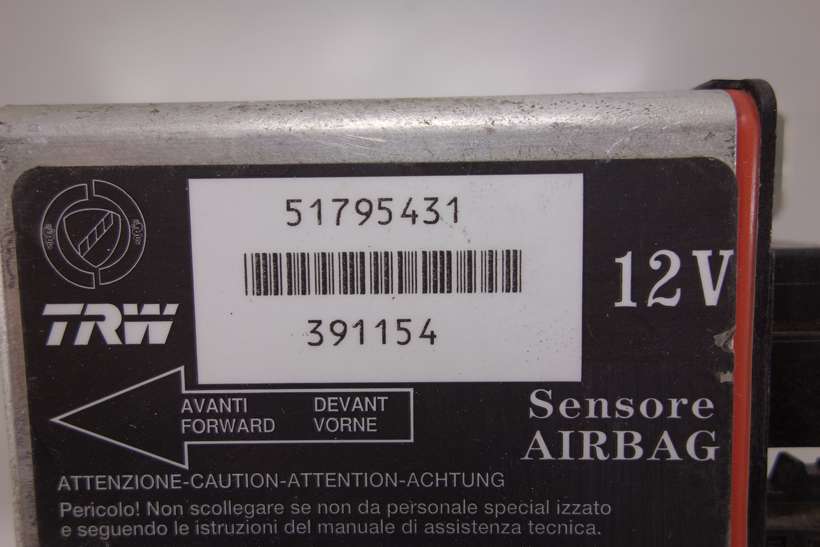 51795431
391154
12V
TRW
AVANTI DEVANT
FORWARD VORNE
Sensore
AIRBAG
ATTENZIONE-CAUTION-ATTENTION-ACHTUNG
Pericolo! Non scollegare se non da personale special izzato
e seguendo le istruzioni del manuale di assistenza tecnica.